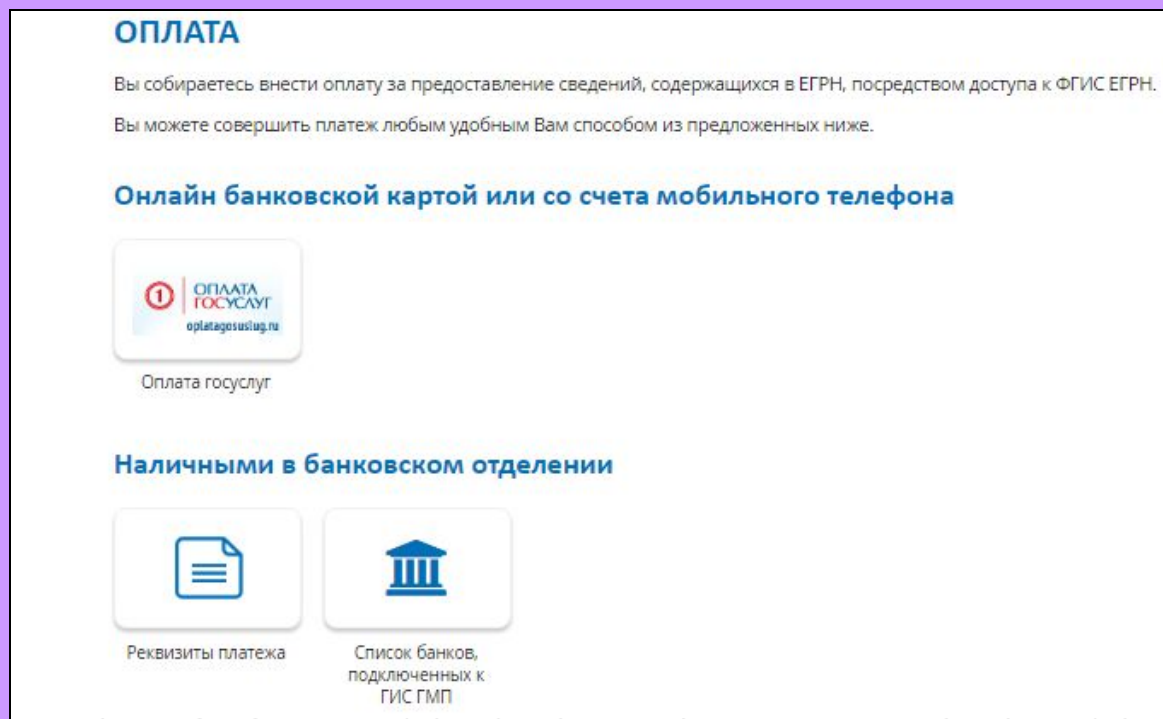 ОПЛАТА
Вы собираетесь внести оплату за предоставление сведений, содержащихся в ЕГРН, посредством доступа к ФГИС ЕГРН.
Вы можете совершить платеж любым удобным Вам способом из предложенных ниже.
Онлайн банковской картой или со счета мобильного телефона
1 ОПЛАТА
ГОСУСЛУГ
oplatagosuslug.ru
Оплата госуслуг
Наличными в банковском отделении
Реквизиты платежа
Список банков,
подключенных к
ГИС ГМП